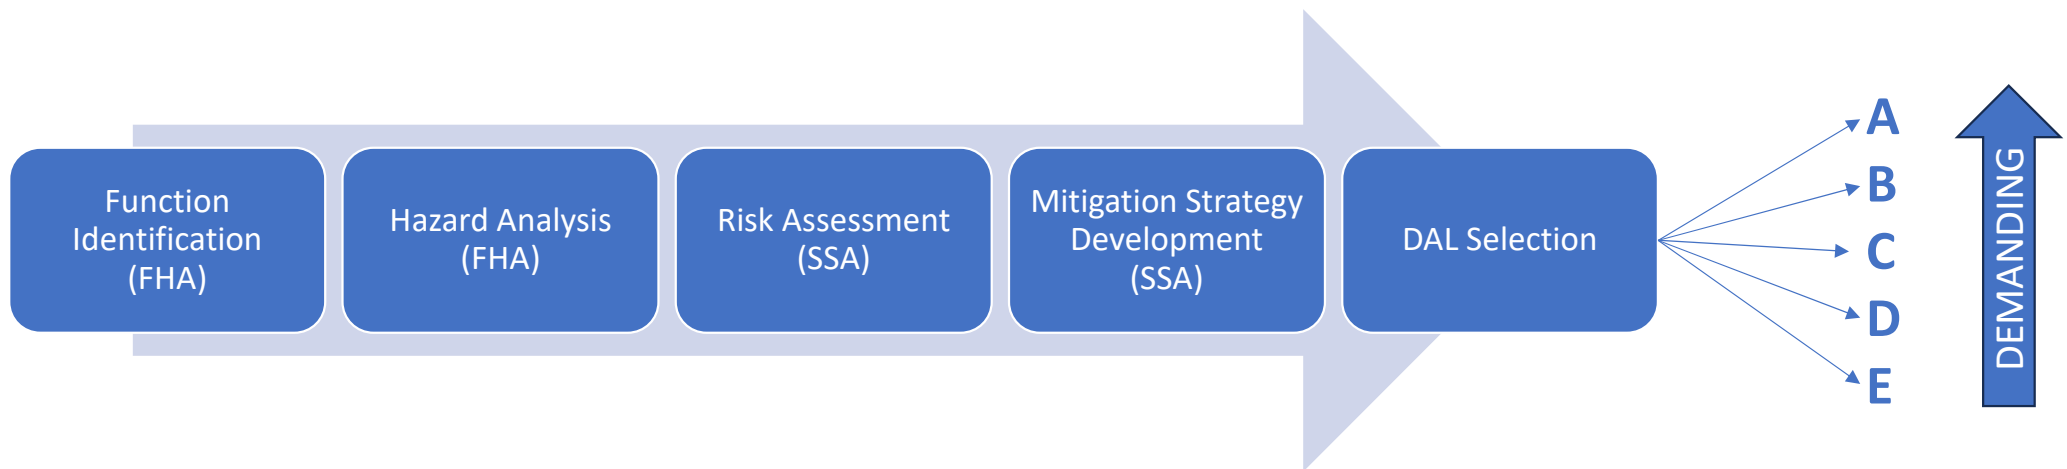 Function
Identification
(FHA)
Hazard Analysis
(FHA)
Risk Assessment
(SSA)
Mitigation Strategy
Development
(SSA)
DAL Selection
A
B
C
D
E
DEMANDING